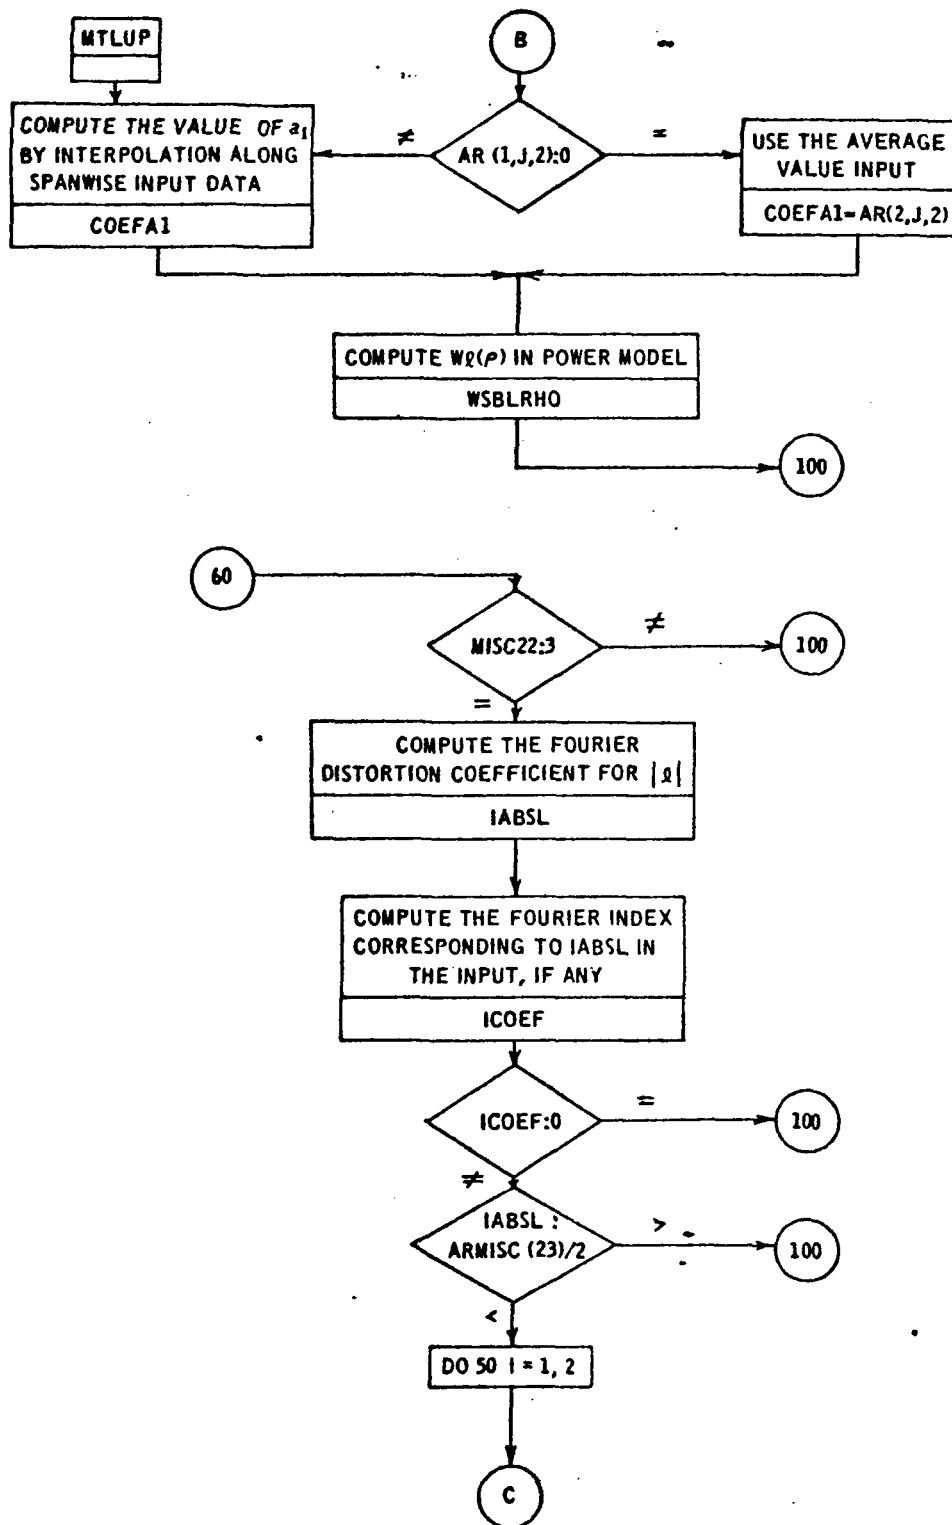 MTLUP
B
COMPUTE THE VALUE OF a₁
BY INTERPOLATION ALONG
SPANWISE INPUT DATA
COEFA1
≠
AR (1,J,2):0
=
USE THE AVERAGE
VALUE INPUT
COEFA1=AR(2,J,2)
COMPUTE Wℓ(ρ) IN POWER MODEL
WSBLRHO
100
60
MISC22:3
≠
100
=
COMPUTE THE FOURIER
DISTORTION COEFFICIENT FOR |ℓ|
IABSL
COMPUTE THE FOURIER INDEX
CORRESPONDING TO IABSL IN
THE INPUT, IF ANY
ICOEF
ICOEF:0
=
100
≠
IABSL :
ARMISC (23)/2
>
100
<
DO 50 I = 1, 2
C